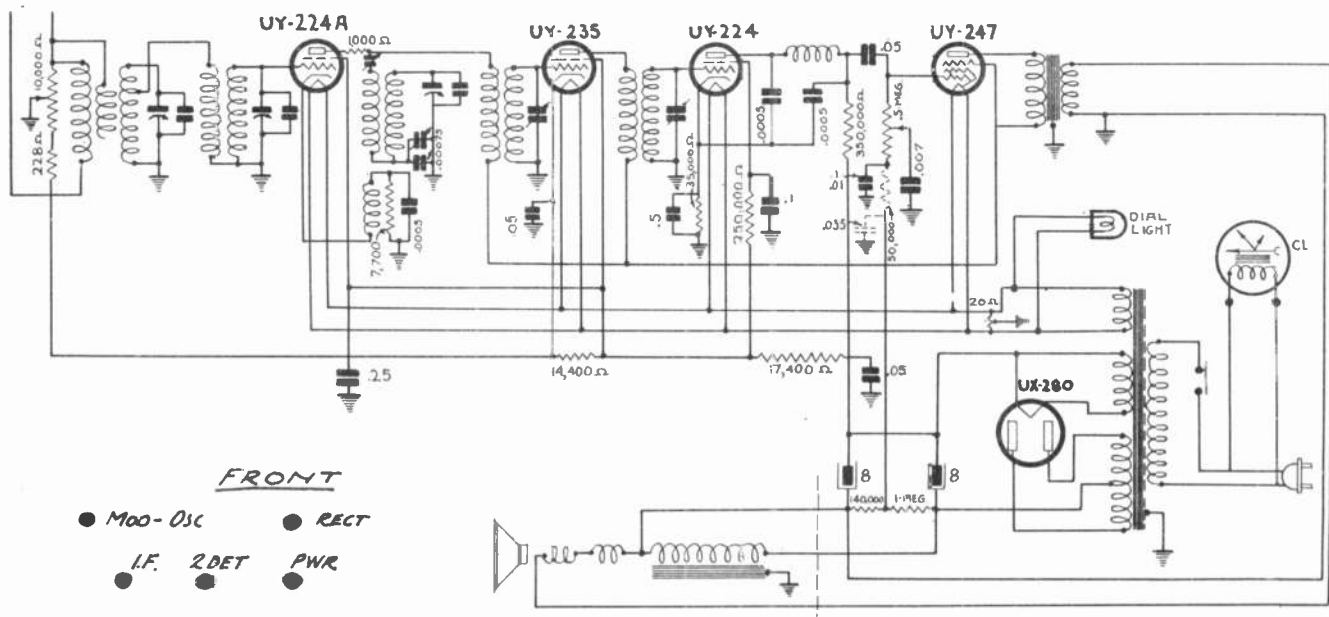 UY-224A
UY-235
UY-224
UY-247
1000 Ω
.05
10,000 Ω
228 Ω
.00075
7,700
.0005
.05
.5
35,000 Ω
.0005
.0005
350,000 Ω
.5 MEG
.007
250,000 Ω
.1
.1
.01
.035
50,000
DIAL
LIGHT
CL
20 Ω
.25
14,400 Ω
17,400 Ω
.05
UX-280
8
8
140,000
1-MEG
FRONT
MOD-OSC
RECT
I.F.
2DET
PWR